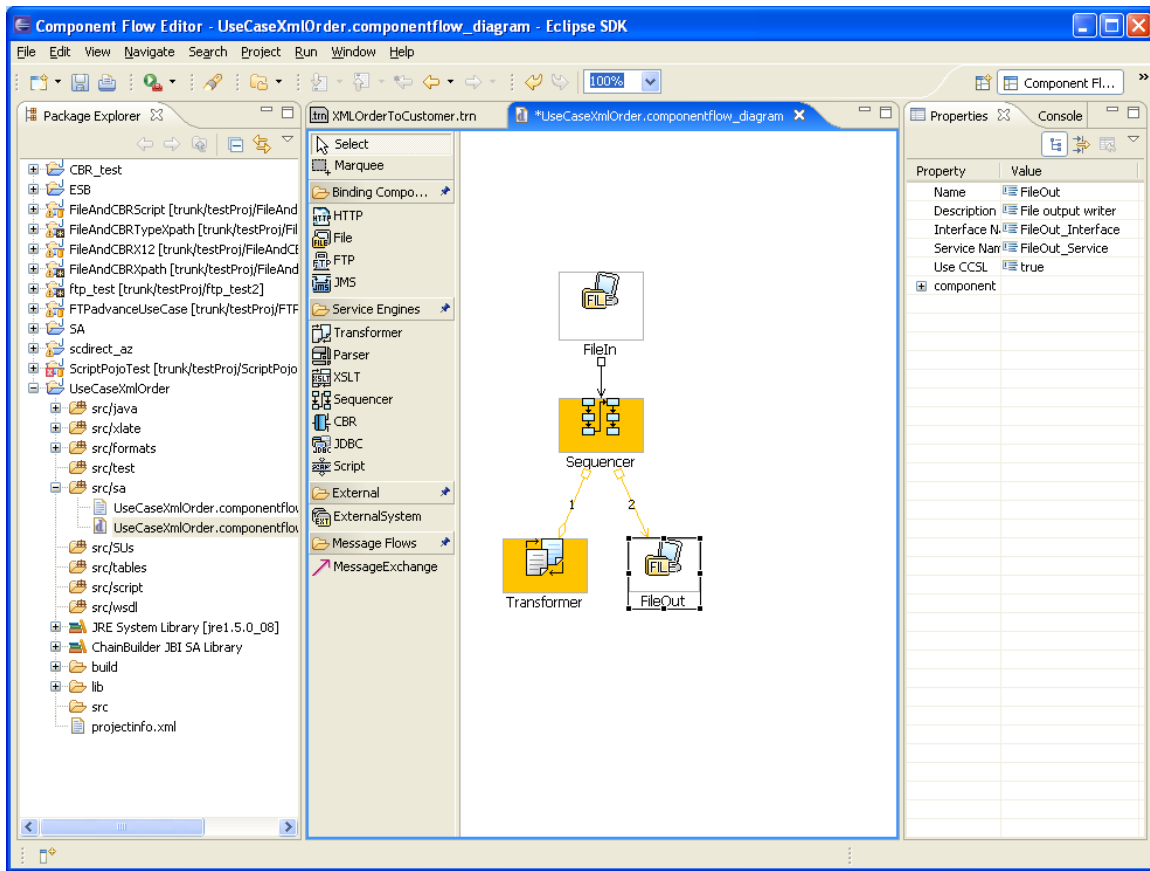 Component Flow Editor - UseCaseXmlOrder.componentflow_diagram - Eclipse SDK
File Edit View Navigate Search Project Run Window Help
100%
Component Fl...
»
Package Explorer
CBR_test
ESB
FileAndCBRScript [trunk/testProj/FileAnd
FileAndCBRTypeXpath [trunk/testProj/Fil
FileAndCBRX12 [trunk/testProj/FileAndCE
FileAndCBRXpath [trunk/testProj/FileAnd
ftp_test [trunk/testProj/ftp_test2]
FTPadvanceUseCase [trunk/testProj/FTF
SA
scdirect_az
ScriptPojoTest [trunk/testProj/ScriptPojo
UseCaseXmlOrder
src/java
src/xlate
src/formats
src/test
src/sa
UseCaseXmlOrder.componentflov
UseCaseXmlOrder.componentflov
src/SUs
src/tables
src/script
src/wsdl
JRE System Library [jre1.5.0_08]
ChainBuilder JBI SA Library
build
lib
src
projectinfo.xml
XMLOrderToCustomer.trn
*UseCaseXmlOrder.componentflow_diagram
Select
Marquee
Binding Compo...
HTTP
File
FTP
JMS
Service Engines
Transformer
Parser
XSLT
Sequencer
CBR
JDBC
Script
External
ExternalSystem
Message Flows
MessageExchange
FILE
FileIn
Sequencer
1
2
Transformer
FILE
FileOut
Properties
Console
Property Value
Name FileOut
Description File output writer
Interface N FileOut_Interface
Service Nam FileOut_Service
Use CCSL true
component